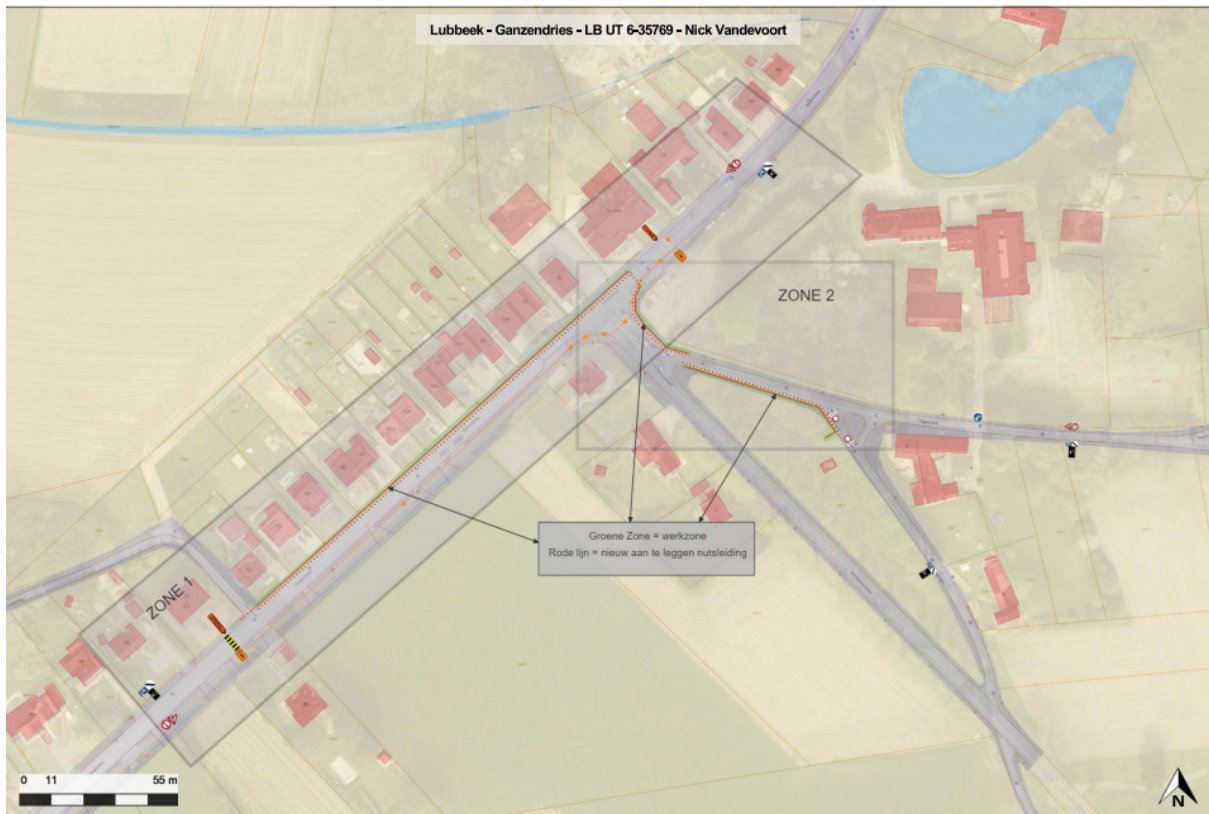 Lubbeek - Ganzendries - LB UT 6-35769 - Nick Vandevoort
ZONE 2
Groene Zone = werkzone
Rode lijn = nieuw aan te leggen nutsleiding
ZONE 1
0 11 55 m
N